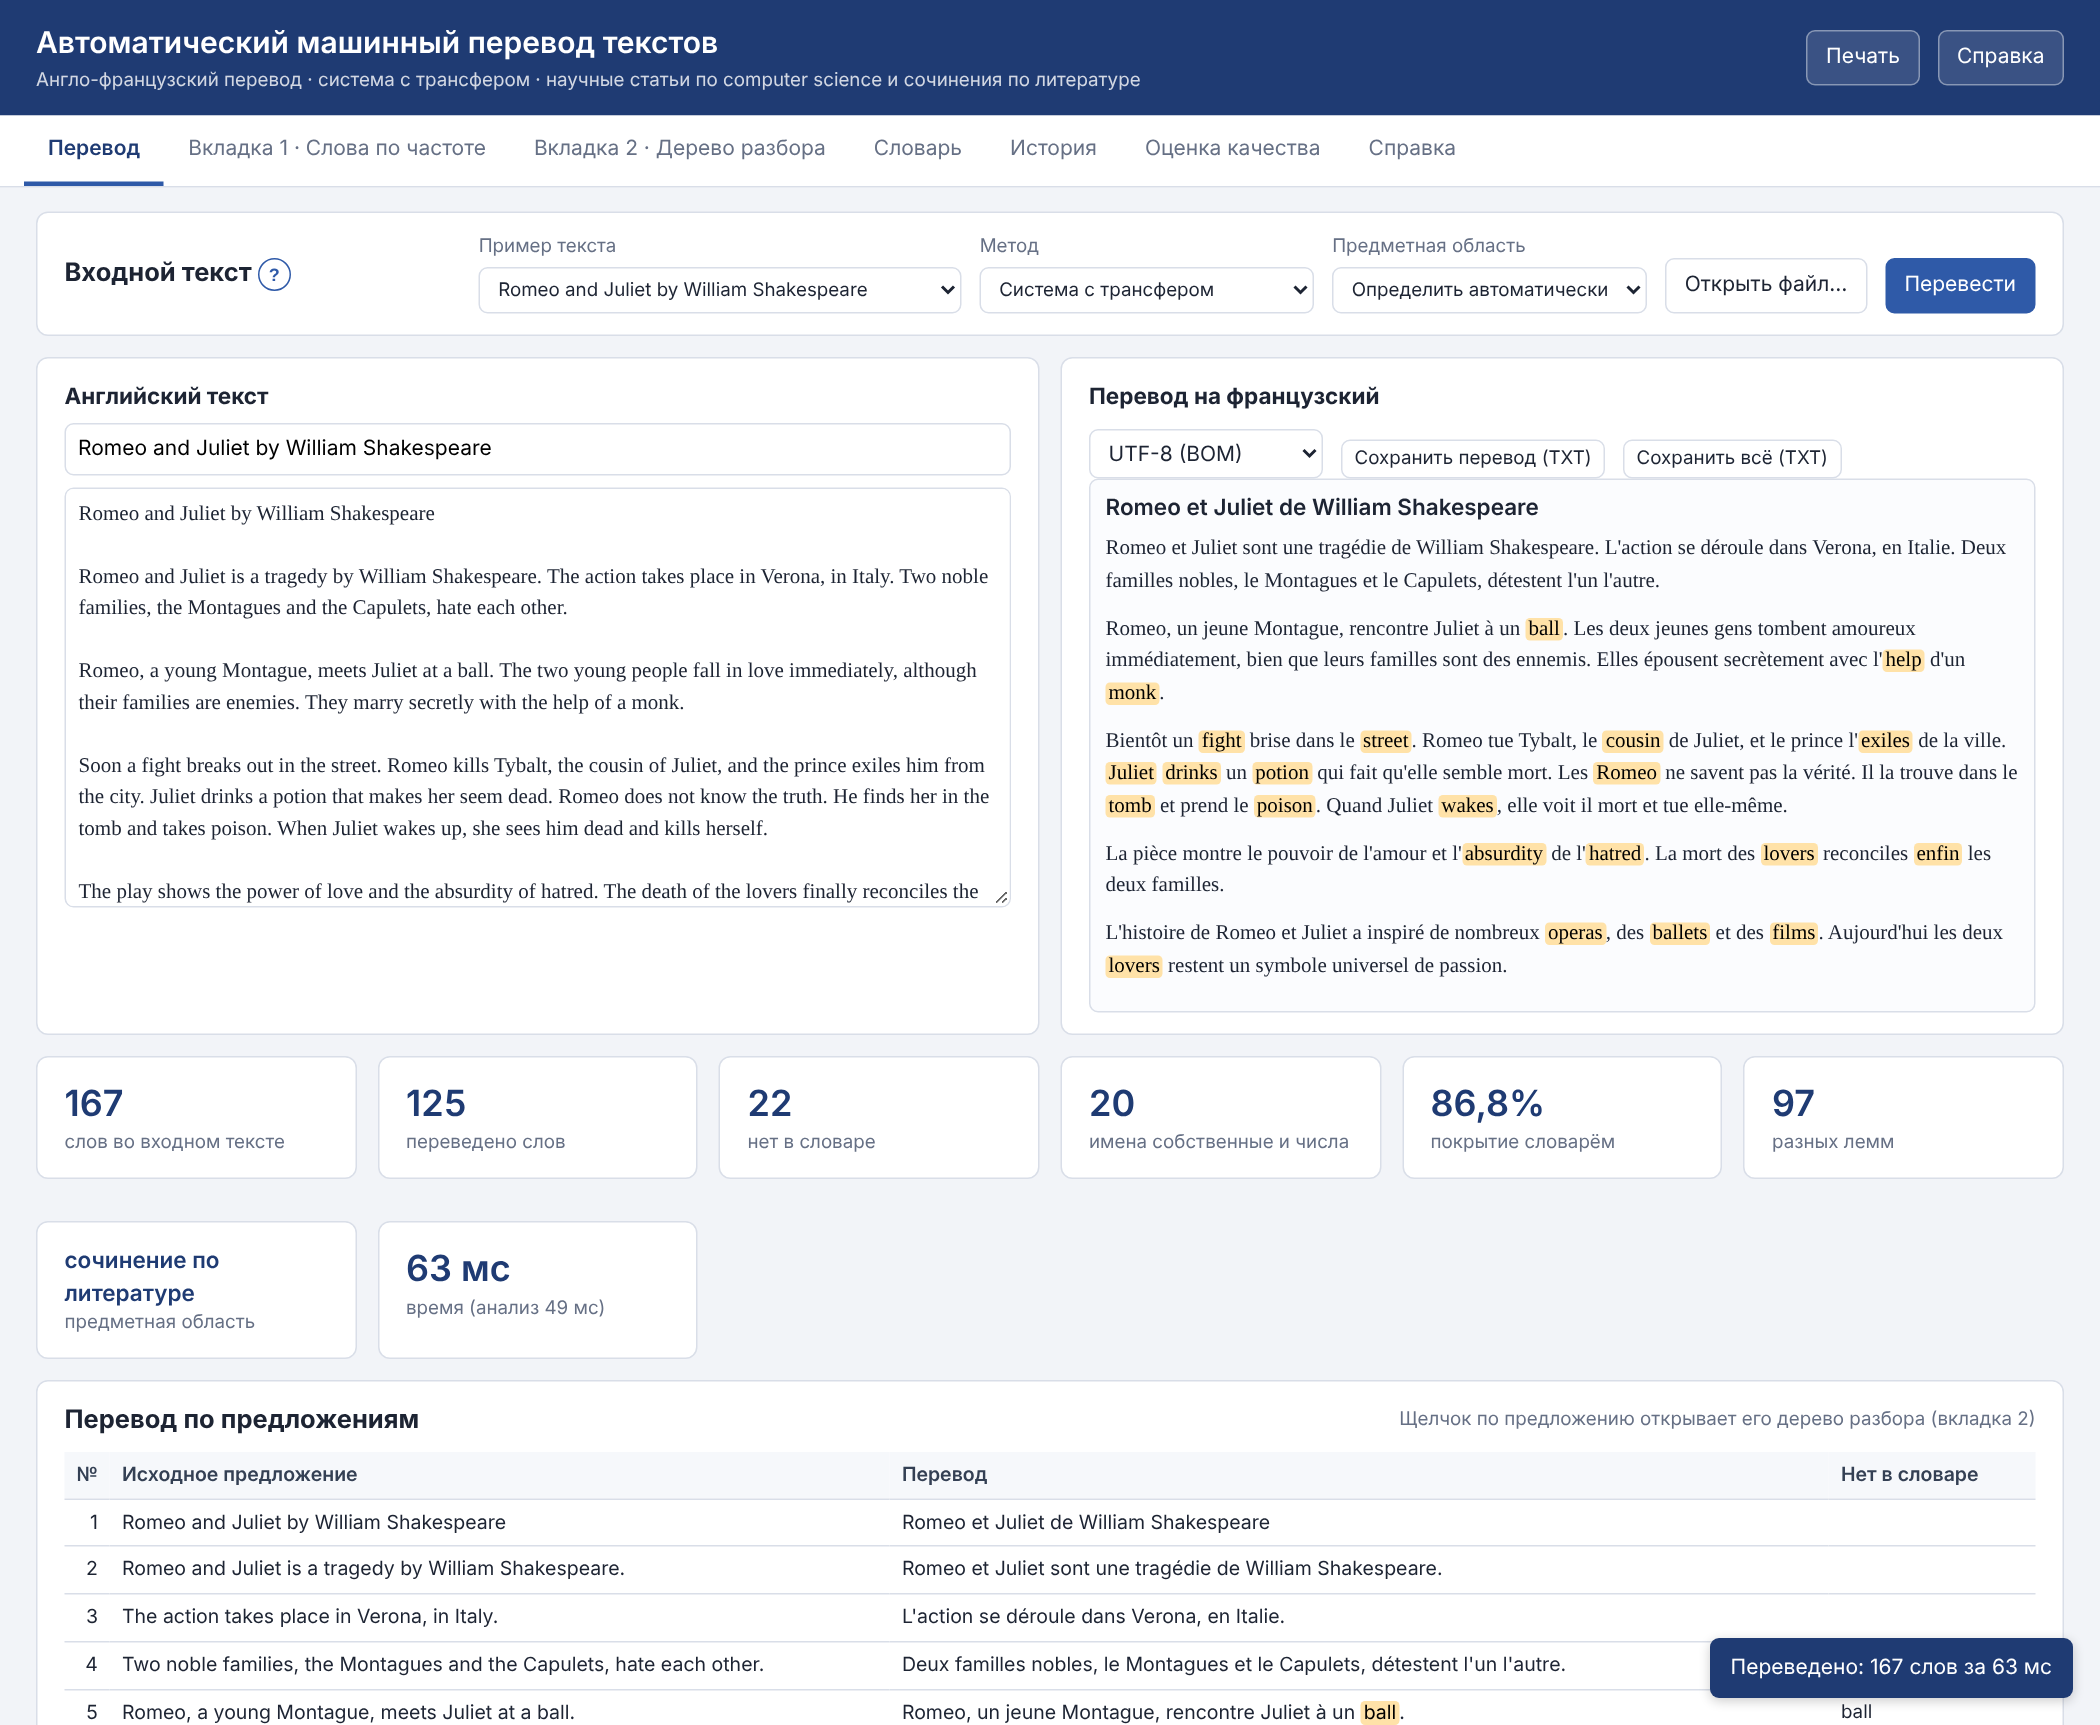 Автоматический машинный перевод текстов
Англо-французский перевод · система с трансфером · научные статьи по computer science и сочинения по литературе
Печать
Справка
Перевод
Вкладка 1 · Слова по частоте
Вкладка 2 · Дерево разбора
Словарь
История
Оценка качества
Справка
Входной текст ?
Пример текста
Romeo and Juliet by William Shakespeare
Метод
Система с трансфером
Предметная область
Определить автоматически
Открыть файл...
Перевести
Английский текст
Romeo and Juliet by William Shakespeare
Romeo and Juliet by William Shakespeare
Romeo and Juliet is a tragedy by William Shakespeare. The action takes place in Verona, in Italy. Two noble
families, the Montagues and the Capulets, hate each other.
Romeo, a young Montague, meets Juliet at a ball. The two young people fall in love immediately, although
their families are enemies. They marry secretly with the help of a monk.
Soon a fight breaks out in the street. Romeo kills Tybalt, the cousin of Juliet, and the prince exiles him from
the city. Juliet drinks a potion that makes her seem dead. Romeo does not know the truth. He finds her in the
tomb and takes poison. When Juliet wakes up, she sees him dead and kills herself.
The play shows the power of love and the absurdity of hatred. The death of the lovers finally reconciles the
Перевод на французский
UTF-8 (BOM)
Сохранить перевод (TXT)
Сохранить всё (TXT)
Romeo et Juliet de William Shakespeare
Romeo et Juliet sont une tragédie de William Shakespeare. L'action se déroule dans Verona, en Italie. Deux
familles nobles, le Montagues et le Capulets, détestent l'un l'autre.
Romeo, un jeune Montague, rencontre Juliet à un ball. Les deux jeunes gens tombent amoureux
immédiatement, bien que leurs familles sont des ennemis. Elles épousent secrètement avec l'help d'un
monk.
Bientôt un fight brise dans le street. Romeo tue Tybalt, le cousin de Juliet, et le prince l'exiles de la ville.
Juliet drinks un potion qui fait qu'elle semble mort. Les Romeo ne savent pas la vérité. Il la trouve dans le
tomb et prend le poison. Quand Juliet wakes, elle voit il mort et tue elle-même.
La pièce montre le pouvoir de l'amour et l'absurdity de l'hatred. La mort des lovers reconciles enfin les
deux familles.
L'histoire de Romeo et Juliet a inspiré de nombreux operas, des ballets et des films. Aujourd'hui les deux
lovers restent un symbole universel de passion.
167
слов во входном тексте
125
переведено слов
22
нет в словаре
20
имена собственные и числа
86,8%
покрытие словарём
97
разных лемм
сочинение по
литературе
предметная область
63 мс
время (анализ 49 мс)
Перевод по предложениям
Щелчок по предложению открывает его дерево разбора (вкладка 2)
№ Исходное предложение Перевод Нет в словаре
1 Romeo and Juliet by William Shakespeare Romeo et Juliet de William Shakespeare
2 Romeo and Juliet is a tragedy by William Shakespeare. Romeo et Juliet sont une tragédie de William Shakespeare.
3 The action takes place in Verona, in Italy. L'action se déroule dans Verona, en Italie.
4 Two noble families, the Montagues and the Capulets, hate each other. Deux familles nobles, le Montagues et le Capulets, détestent l'un l'autre.
5 Romeo, a young Montague, meets Juliet at a ball. Romeo, un jeune Montague, rencontre Juliet à un ball. ball
Переведено: 167 слов за 63 мс